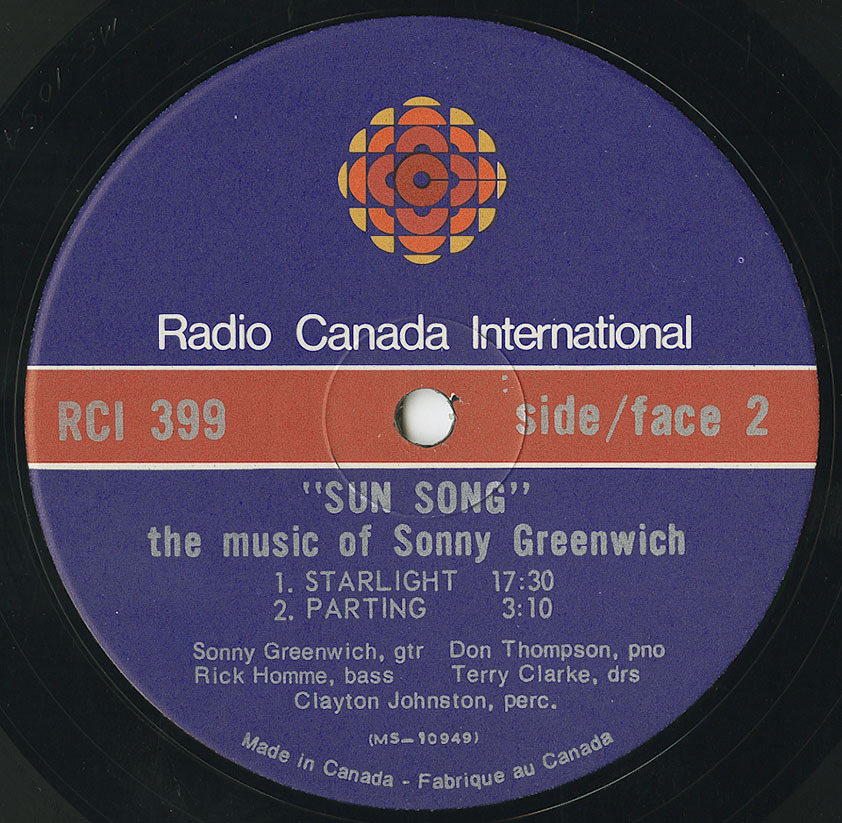 Radio Canada International
RCI 399 side/face 2
"SUN SONG"
the music of Sonny Greenwich
1. STARLIGHT 17:30
2. PARTING 3:10
Sonny Greenwich, gtr Don Thompson, pno
Rick Homme, bass Terry Clarke, drs
Clayton Johnston, perc.
(MS-10949)
Made in Canada - Fabrique au Canada